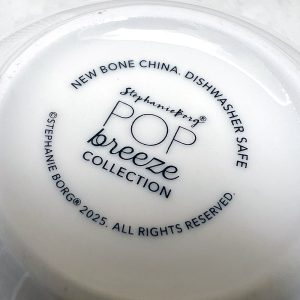 NEW BONE CHINA. DISHWASHER SAFE
StephanieBorg®
POP
breeze
COLLECTION
©STEPHANIE BORG® 2025. ALL RIGHTS RESERVED.